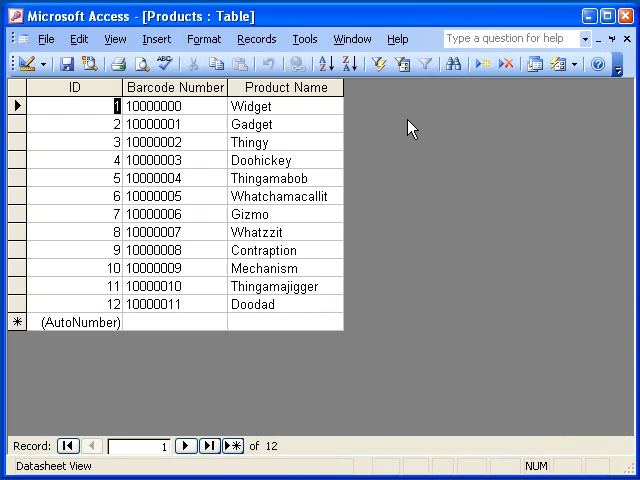 Microsoft Access - [Products : Table]
File Edit View Insert Format Records Tools Window Help Type a question for help
ABC A Z Z A
ID Barcode Number Product Name
1 10000000 Widget
2 10000001 Gadget
3 10000002 Thingy
4 10000003 Doohickey
5 10000004 Thingamabob
6 10000005 Whatchamacallit
7 10000006 Gizmo
8 10000007 Whatzzit
9 10000008 Contraption
10 10000009 Mechanism
11 10000010 Thingamajigger
12 10000011 Doodad
(AutoNumber)
Record: 1 of 12
Datasheet View NUM